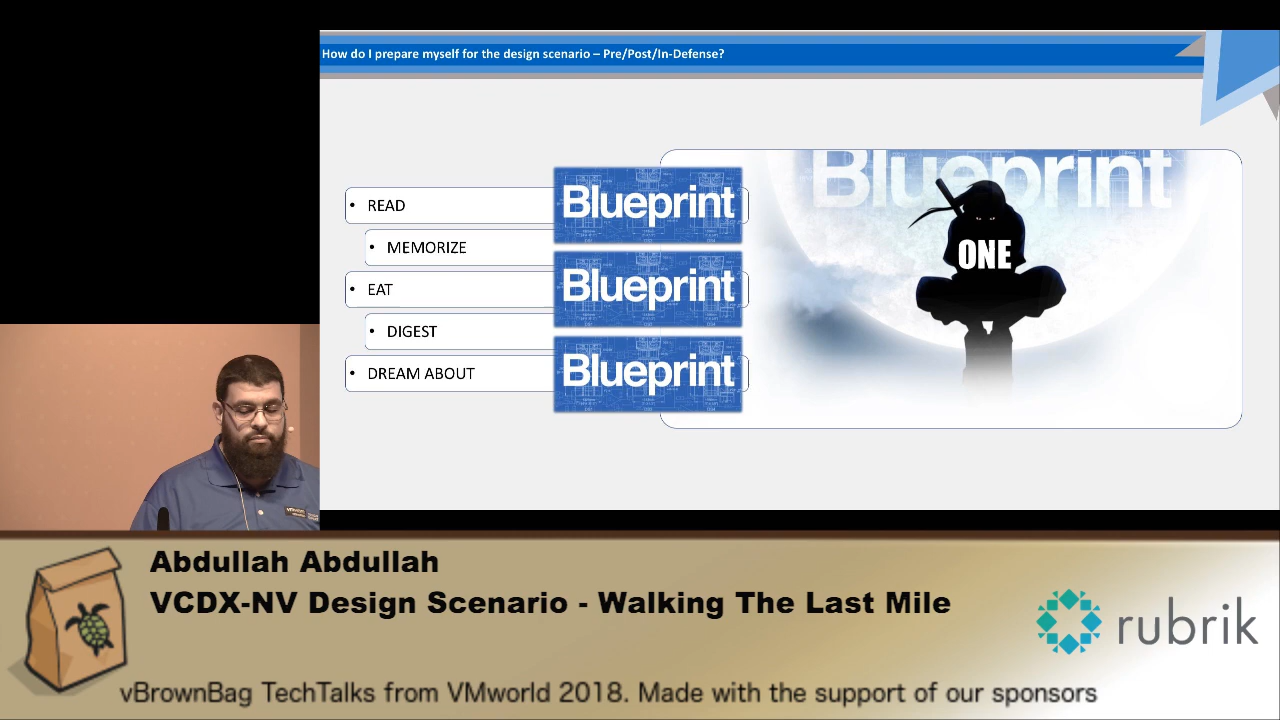 How do I prepare myself for the design scenario – Pre/Post/In-Defense?
• READ
• MEMORIZE
• EAT
• DIGEST
• DREAM ABOUT
Blueprint
Blueprint
Blueprint
Blueprint
ONE
Abdullah Abdullah
VCDX-NV Design Scenario - Walking The Last Mile
rubrik
vBrownBag TechTalks from VMworld 2018. Made with the support of our sponsors